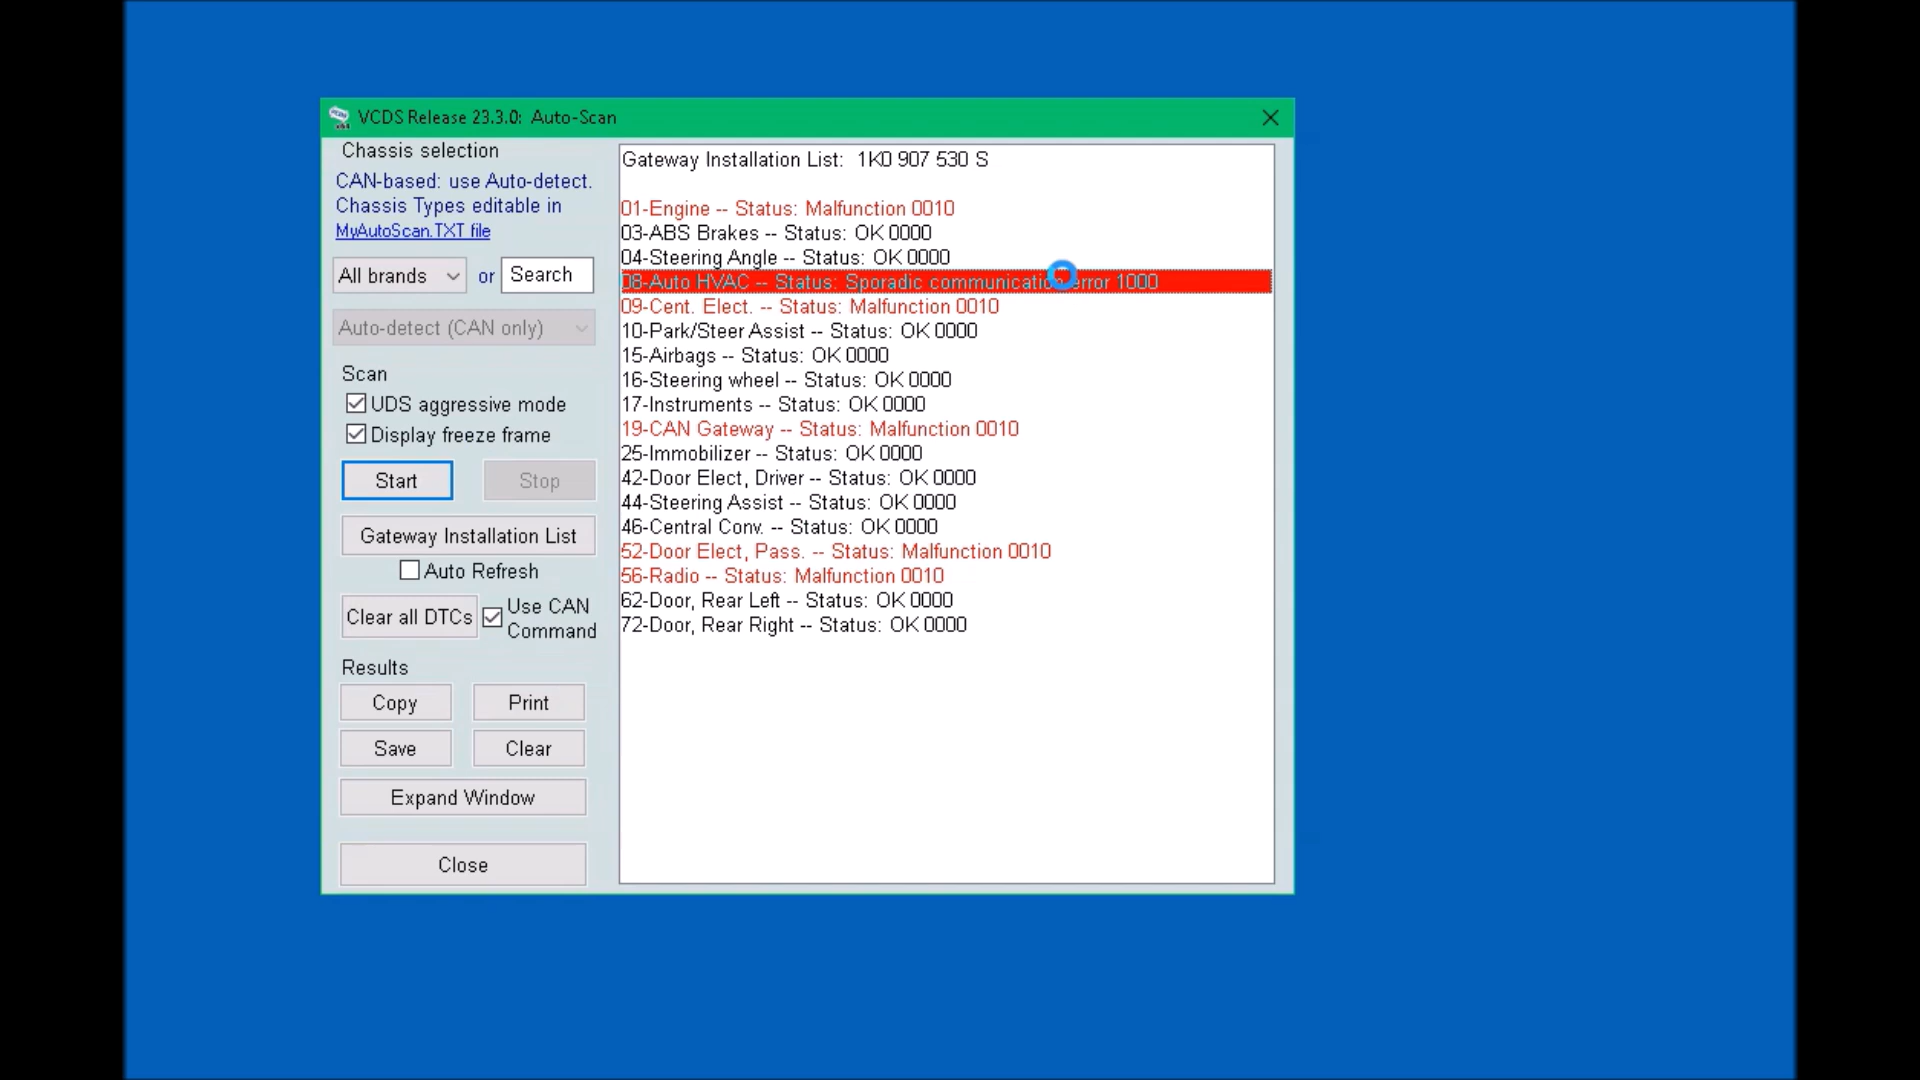 VCDS Release 23.3.0: Auto-Scan
Chassis selection
CAN-based: use Auto-detect.
Chassis Types editable in
MyAutoScan.TXT file
All brands or Search
Auto-detect (CAN only)
Scan
UDS aggressive mode
Display freeze frame
Start Stop
Gateway Installation List
Auto Refresh
Clear all DTCs
Use CAN
Command
Results
Copy Print
Save Clear
Expand Window
Close
Gateway Installation List: 1K0 907 530 S
01-Engine -- Status: Malfunction 0010
03-ABS Brakes -- Status: OK 0000
04-Steering Angle -- Status: OK 0000
08-Auto HVAC -- Status: Sporadic communication error 1000
09-Cent. Elect. -- Status: Malfunction 0010
10-Park/Steer Assist -- Status: OK 0000
15-Airbags -- Status: OK 0000
16-Steering wheel -- Status: OK 0000
17-Instruments -- Status: OK 0000
19-CAN Gateway -- Status: Malfunction 0010
25-Immobilizer -- Status: OK 0000
42-Door Elect, Driver -- Status: OK 0000
44-Steering Assist -- Status: OK 0000
46-Central Conv. -- Status: OK 0000
52-Door Elect, Pass. -- Status: Malfunction 0010
56-Radio -- Status: Malfunction 0010
62-Door, Rear Left -- Status: OK 0000
72-Door, Rear Right -- Status: OK 0000